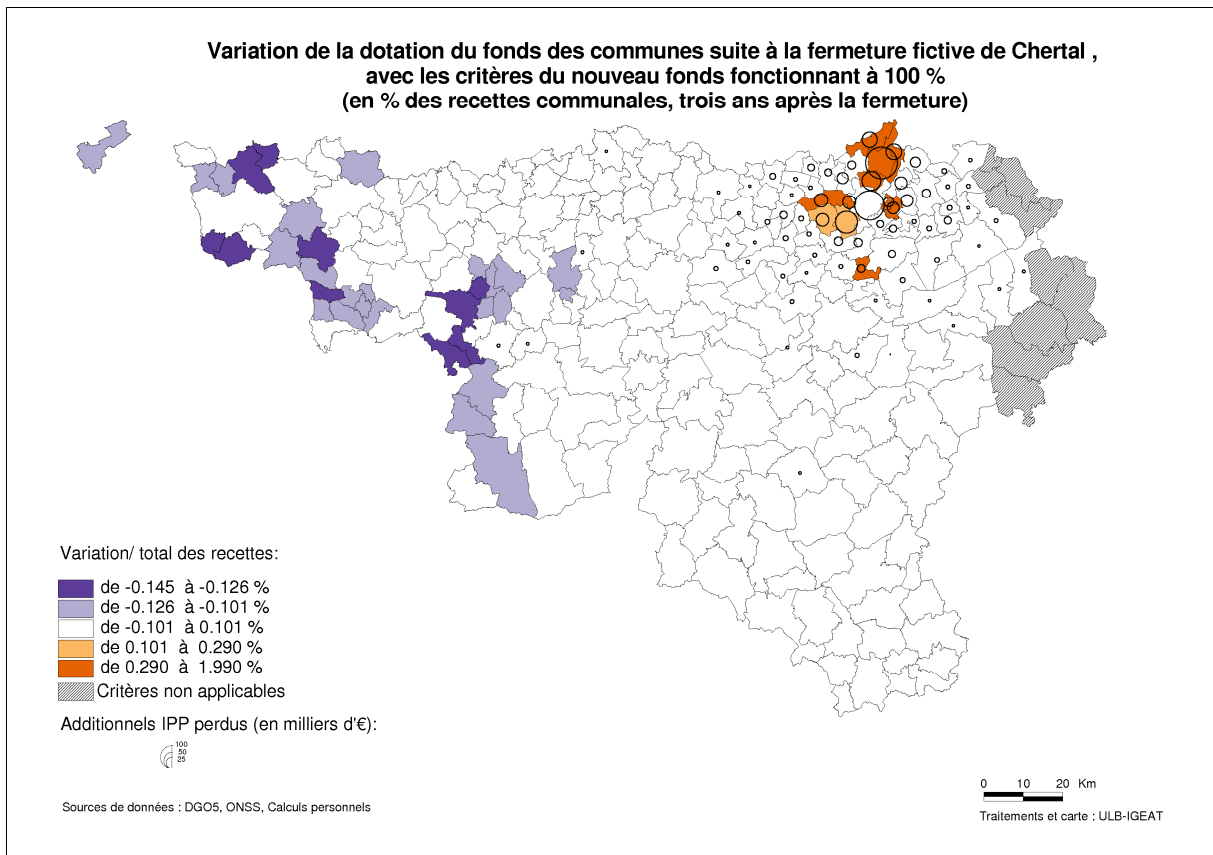 Variation de la dotation du fonds des communes suite à la fermeture fictive de Chertal ,
avec les critères du nouveau fonds fonctionnant à 100 %
(en % des recettes communales, trois ans après la fermeture)
Variation/ total des recettes:
de -0.145 à -0.126 %
de -0.126 à -0.101 %
de -0.101 à 0.101 %
de 0.101 à 0.290 %
de 0.290 à 1.990 %
Critères non applicables
Additionnels IPP perdus (en milliers d'€):
100
50
25
Sources de données : DGO5, ONSS, Calculs personnels
0 10 20 Km
Traitements et carte : ULB-IGEAT